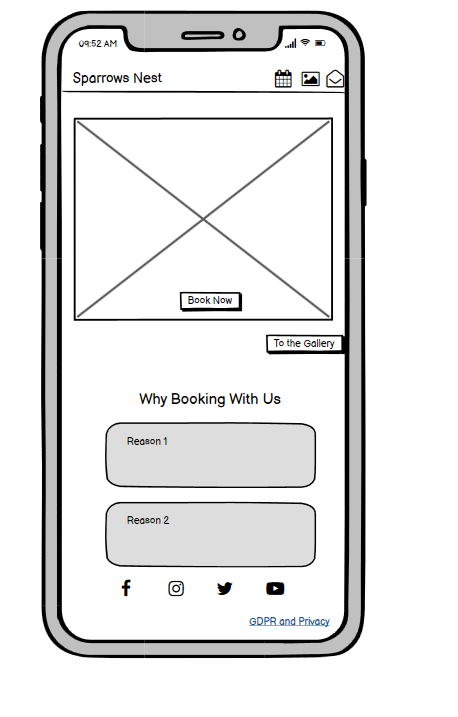 09:52 AM
Sparrows Nest
Book Now
To the Gallery
Why Booking With Us
Reason 1
Reason 2
GDPR and Privacy